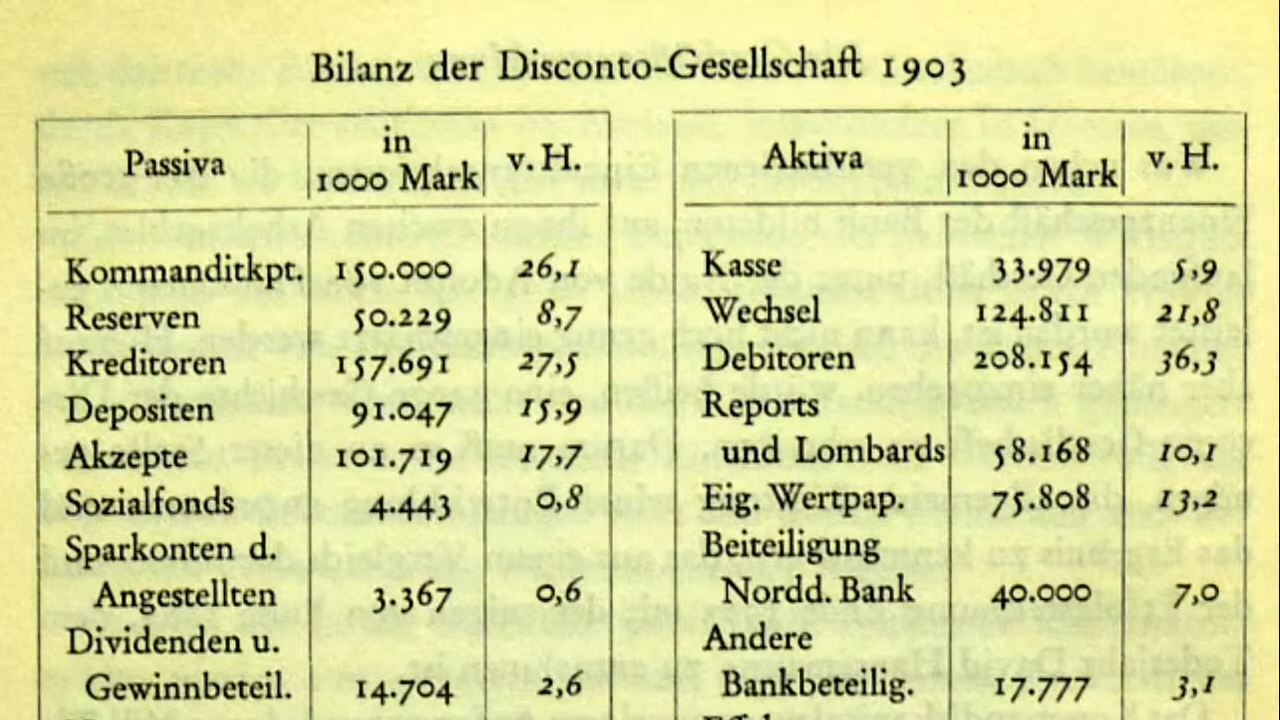 Bilanz der Disconto-Gesellschaft 1903
Passiva in 1000 Mark v. H.
Kommanditkpt. 150.000 26,1
Reserven 50.229 8,7
Kreditoren 157.691 27,5
Depositen 91.047 15,9
Akzepte 101.719 17,7
Sozialfonds 4.443 0,8
Sparkonten d.
Angestellten 3.367 0,6
Dividenden u.
Gewinnbeteil. 14.704 2,6
Aktiva in 1000 Mark v. H.
Kasse 33.979 5,9
Wechsel 124.811 21,8
Debitoren 208.154 36,3
Reports
und Lombards 58.168 10,1
Eig. Wertpap. 75.808 13,2
Beiteiligung
Nordd. Bank 40.000 7,0
Andere
Bankbeteilig. 17.777 3,1